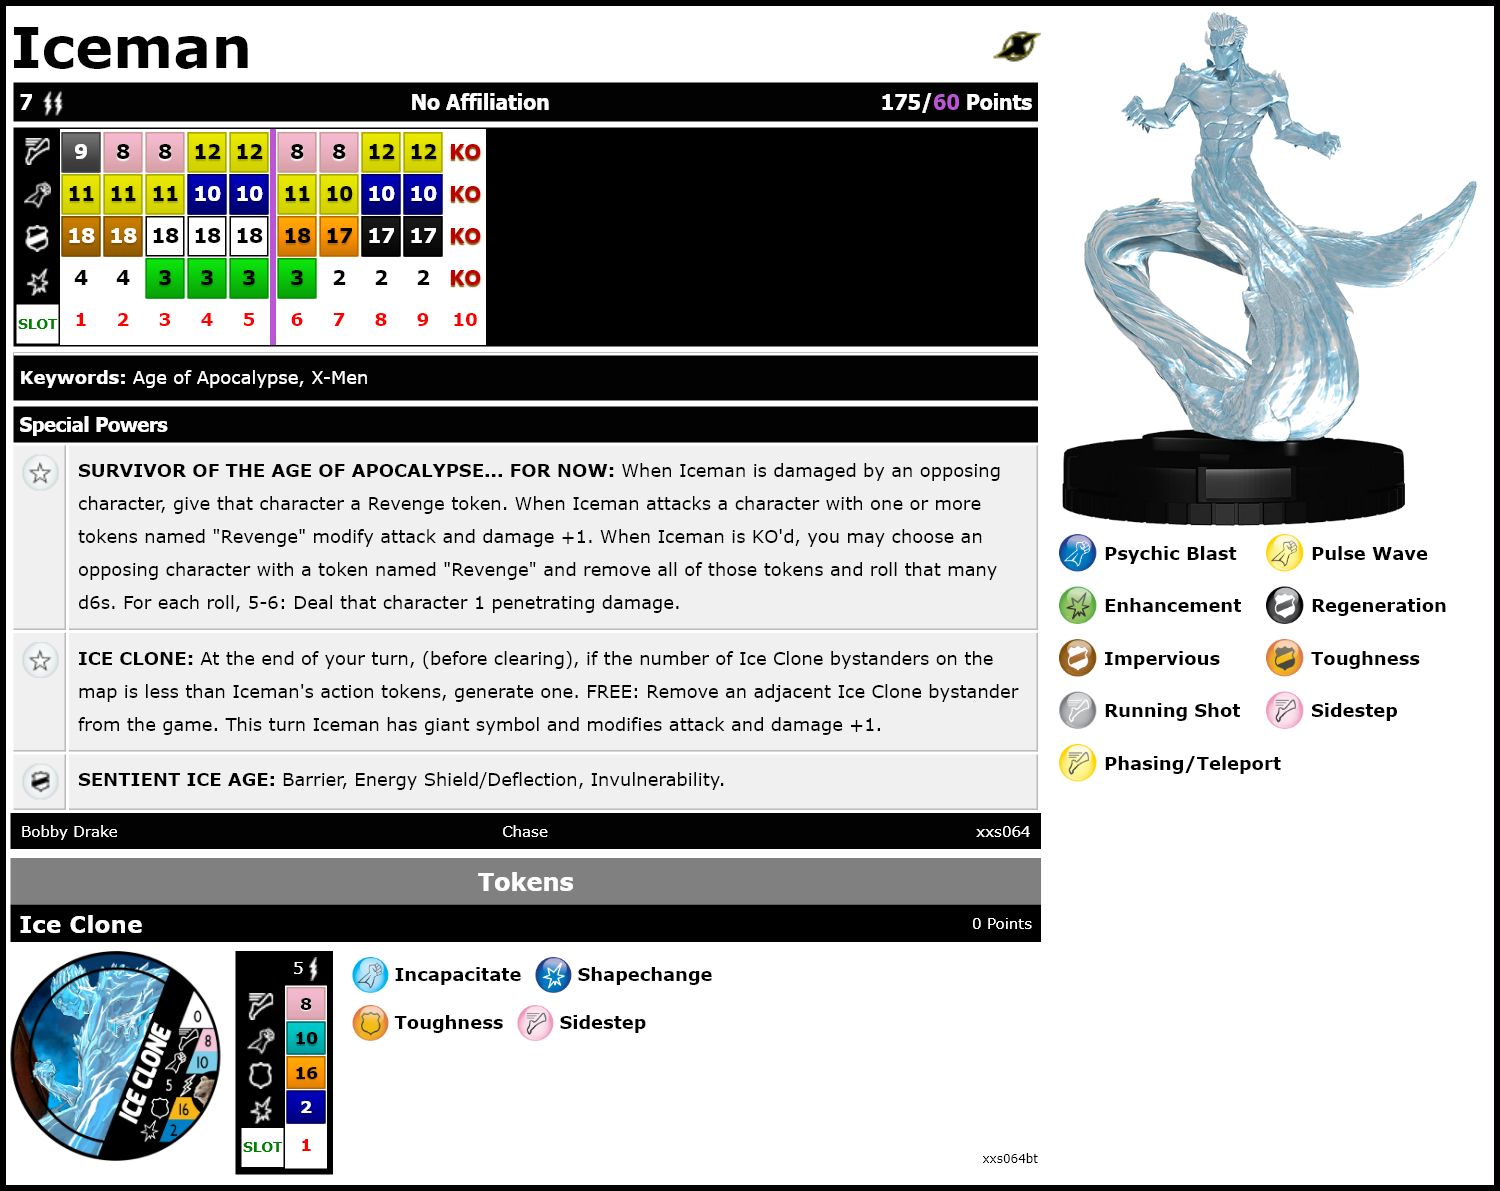 Iceman
7 No Affiliation 175/60 Points
9 8 8 12 12 8 8 12 12 KO
11 11 11 10 10 11 10 10 10 KO
18 18 18 18 18 18 17 17 17 KO
4 4 3 3 3 3 2 2 2 KO
SLOT 1 2 3 4 5 6 7 8 9 10
Keywords: Age of Apocalypse, X-Men
Special Powers
SURVIVOR OF THE AGE OF APOCALYPSE... FOR NOW: When Iceman is damaged by an opposing
character, give that character a Revenge token. When Iceman attacks a character with one or more
tokens named "Revenge" modify attack and damage +1. When Iceman is KO'd, you may choose an
opposing character with a token named "Revenge" and remove all of those tokens and roll that many
d6s. For each roll, 5-6: Deal that character 1 penetrating damage.
ICE CLONE: At the end of your turn, (before clearing), if the number of Ice Clone bystanders on the
map is less than Iceman's action tokens, generate one. FREE: Remove an adjacent Ice Clone bystander
from the game. This turn Iceman has giant symbol and modifies attack and damage +1.
SENTIENT ICE AGE: Barrier, Energy Shield/Deflection, Invulnerability.
Bobby Drake Chase xxs064
Psychic Blast Pulse Wave
Enhancement Regeneration
Impervious Toughness
Running Shot Sidestep
Phasing/Teleport
Tokens
Ice Clone 0 Points
ICE CLONE
0
8
10
5
16
2
5
8
10
16
2
SLOT 1
Incapacitate Shapechange
Toughness Sidestep
xxs064bt